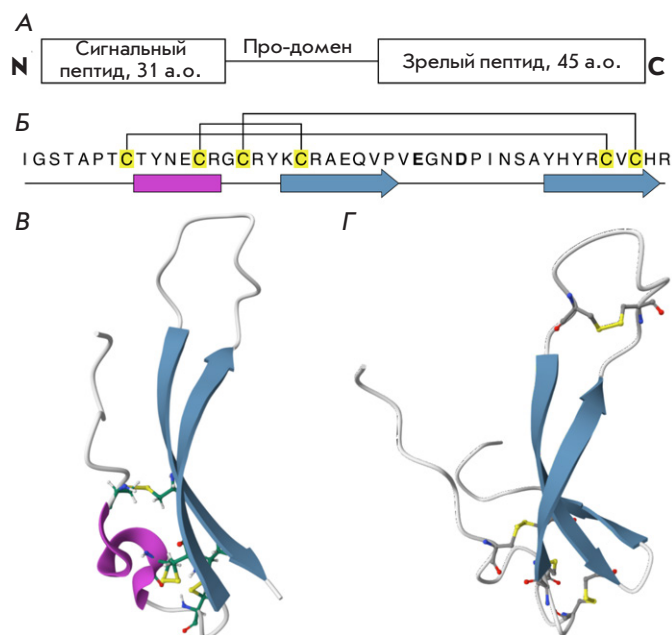 А
N
Сигнальный
пептид, 31 а.о.
Про-домен
Зрелый пептид, 45 а.о.
С
Б
IGSTAPTCTYNECRGCRYKCRAEQVPVEGNDPINSAYHYRCVCHR
В
Г